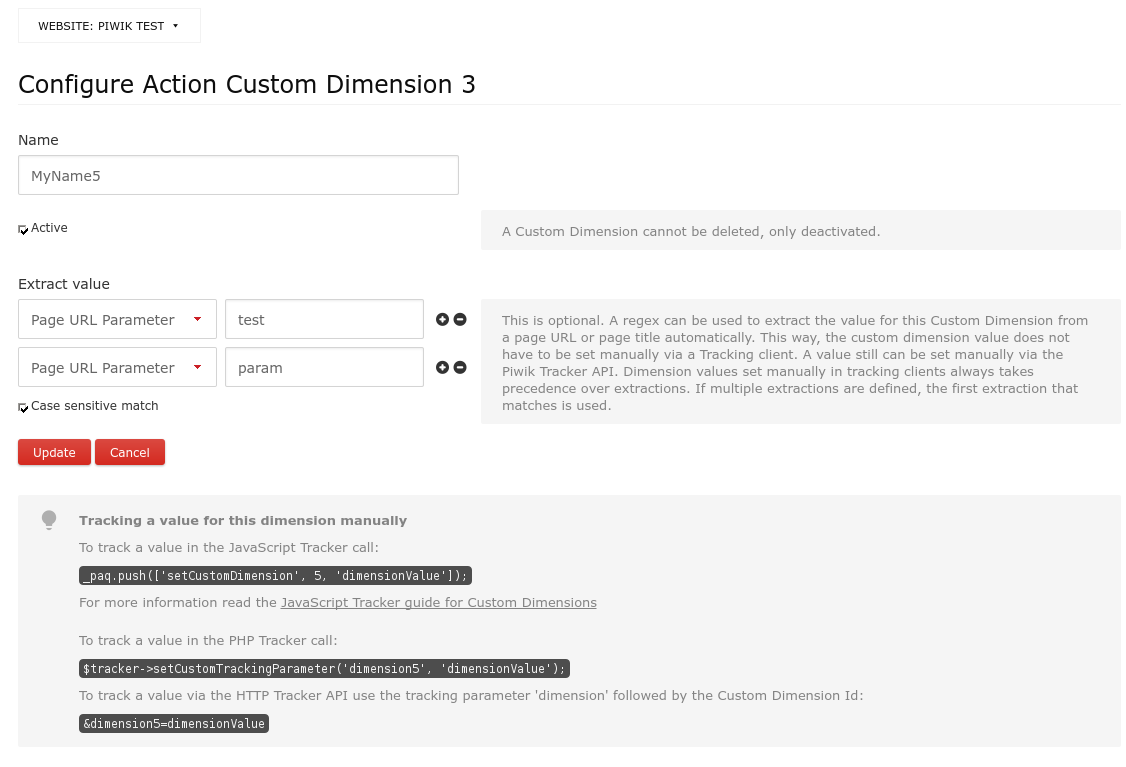 WEBSITE: PIWIK TEST
Configure Action Custom Dimension 3
Name
MyName5
Active
A Custom Dimension cannot be deleted, only deactivated.
Extract value
Page URL Parameter
test
Page URL Parameter
param
Case sensitive match
This is optional. A regex can be used to extract the value for this Custom Dimension from
a page URL or page title automatically. This way, the custom dimension value does not
have to be set manually via a Tracking client. A value still can be set manually via the
Piwik Tracker API. Dimension values set manually in tracking clients always takes
precedence over extractions. If multiple extractions are defined, the first extraction that
matches is used.
Update
Cancel
Tracking a value for this dimension manually
To track a value in the JavaScript Tracker call:
_paq.push(['setCustomDimension', 5, 'dimensionValue']);
For more information read the JavaScript Tracker guide for Custom Dimensions
To track a value in the PHP Tracker call:
$tracker->setCustomTrackingParameter('dimension5', 'dimensionValue');
To track a value via the HTTP Tracker API use the tracking parameter 'dimension' followed by the Custom Dimension Id:
&dimension5=dimensionValue